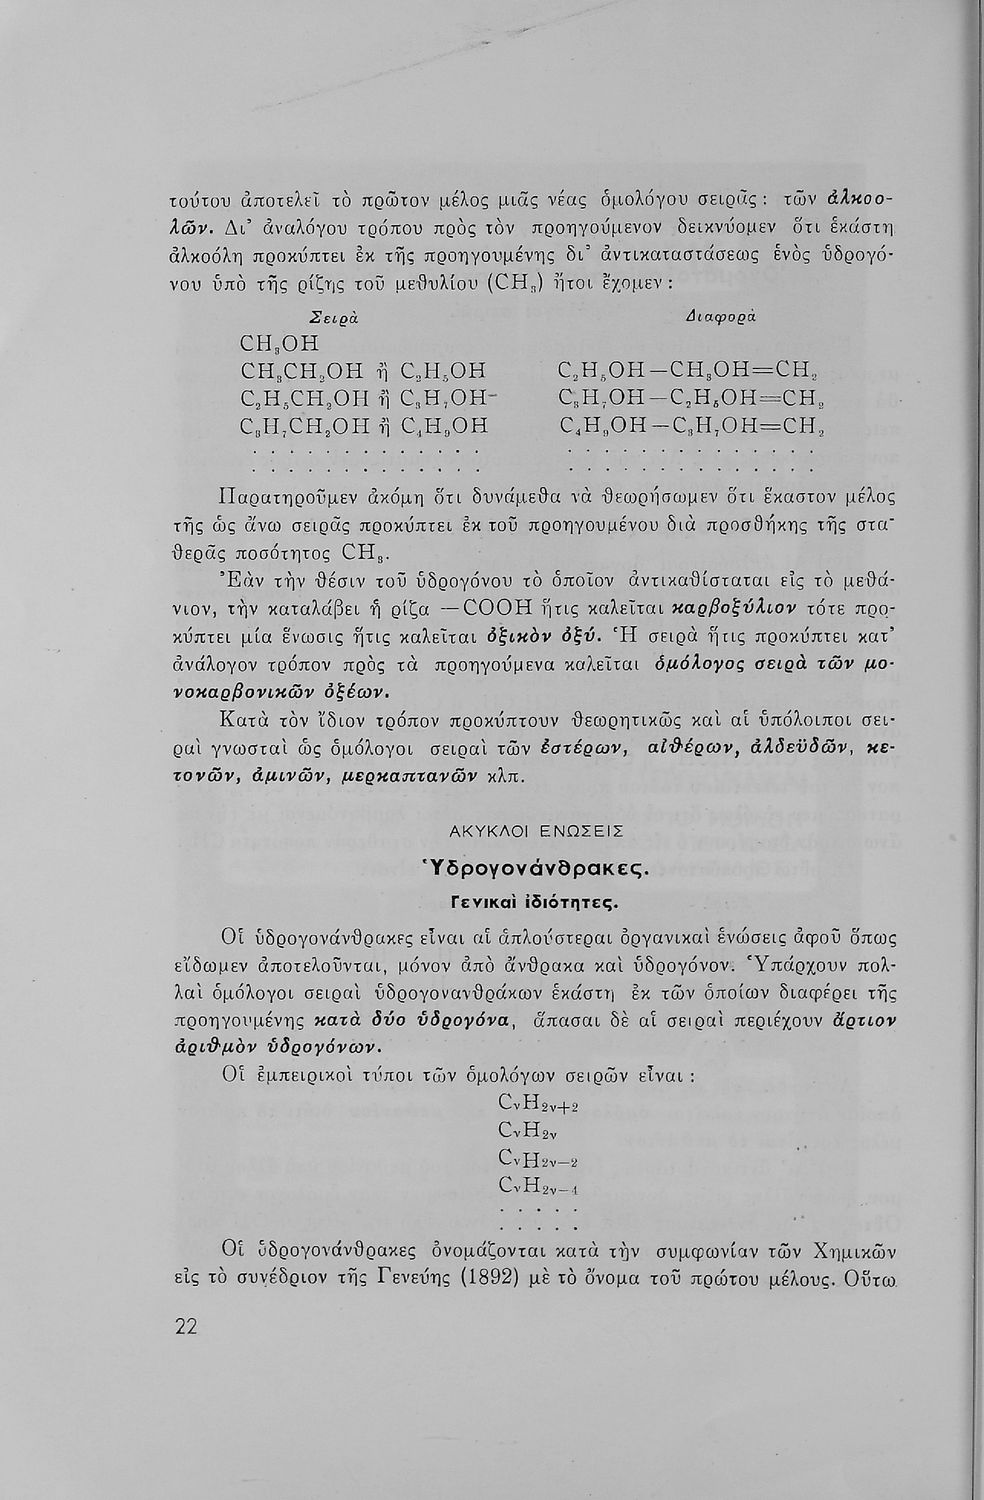 τούτου ἀποτελεῖ τὸ πρῶτον μέλος μιᾶς νέας ὁμολόγου σειρᾶς : τῶν ἀλκοο-
λῶν. Δι' ἀναλόγου τρόπου πρὸς τὸν προηγούμενον δεικνύομεν ὅτι ἑκάστη
ἀλκοόλη προκύπτει ἐκ τῆς προηγουμένης δι' ἀντικαταστάσεως ἑνὸς ὑδρογό-
νου ὑπὸ τῆς ρίζης τοῦ μεθυλίου (CH₃) ἤτοι ἔχομεν :
Σειρὰ Διαφορὰ
CH₃OH
CH₃CH₂OH ἢ C₂H₅OH C₂H₅OH—CH₃OH=CH₂
C₂H₅CH₂OH ἢ C₃H₇OH- C₃H₇OH—C₂H₅OH=CH₂
C₃H₇CH₂OH ἢ C₄H₉OH C₄H₉OH—C₃H₇OH=CH₂
. . . . . . . . . . . . . . . . . . . . . . . . . . .
. . . . . . . . . . . . . . . . . . . . . . . . . . .
Παρατηροῦμεν ἀκόμη ὅτι δυνάμεθα νὰ θεωρήσωμεν ὅτι ἕκαστον μέλος
τῆς ὡς ἄνω σειρᾶς προκύπτει ἐκ τοῦ προηγουμένου διὰ προσθήκης τῆς στα-
θερᾶς ποσότητος CH₃.
Ἐὰν τὴν θέσιν τοῦ ὑδρογόνου τὸ ὁποῖον ἀντικαθίσταται εἰς τὸ μεθά-
νιον, τὴν καταλάβει ἡ ρίζα —COOH ἥτις καλεῖται καρβοξύλιον τότε προ-
κύπτει μία ἕνωσις ἥτις καλεῖται ὀξικὸν ὀξύ. Ἡ σειρὰ ἥτις προκύπτει κατ'
ἀνάλογον τρόπον πρὸς τὰ προηγούμενα καλεῖται ὁμόλογος σειρὰ τῶν μο-
νοκαρβονικῶν ὀξέων.
Κατὰ τὸν ἴδιον τρόπον προκύπτουν θεωρητικῶς καὶ αἱ ὑπόλοιποι σει-
ραὶ γνωσταὶ ὡς ὁμόλογοι σειραὶ τῶν ἐστέρων, αἰθέρων, ἀλδεϋδῶν, κε-
τονῶν, ἀμινῶν, μερκαπτανῶν κλπ.
ΑΚΥΚΛΟΙ ΕΝΩΣΕΙΣ
Ὑδρογονάνθρακες.
Γενικαὶ ἰδιότητες.
Οἱ ὑδρογονάνθρακες εἶναι αἱ ἁπλούστεραι ὀργανικαὶ ἑνώσεις ἀφοῦ ὅπως
εἴδωμεν ἀποτελοῦνται, μόνον ἀπὸ ἄνθρακα καὶ ὑδρογόνον. Ὑπάρχουν πολ-
λαὶ ὁμόλογοι σειραὶ ὑδρογονανθράκων ἑκάστη ἐκ τῶν ὁποίων διαφέρει τῆς
προηγουμένης κατὰ δύο ὑδρογόνα, ἅπασαι δὲ αἱ σειραὶ περιέχουν ἄρτιον
ἀριθμὸν ὑδρογόνων.
Οἱ ἐμπειρικοὶ τύποι τῶν ὁμολόγων σειρῶν εἶναι :
CᵥH₂ᵥ₊₂
CᵥH₂ᵥ
CᵥH₂ᵥ₋₂
CᵥH₂ᵥ₋₄
. . . . .
. . . . .
Οἱ ὑδρογονάνθρακες ὀνομάζονται κατὰ τὴν συμφωνίαν τῶν Χημικῶν
εἰς τὸ συνέδριον τῆς Γενεύης (1892) μὲ τὸ ὄνομα τοῦ πρώτου μέλους. Οὕτω
22